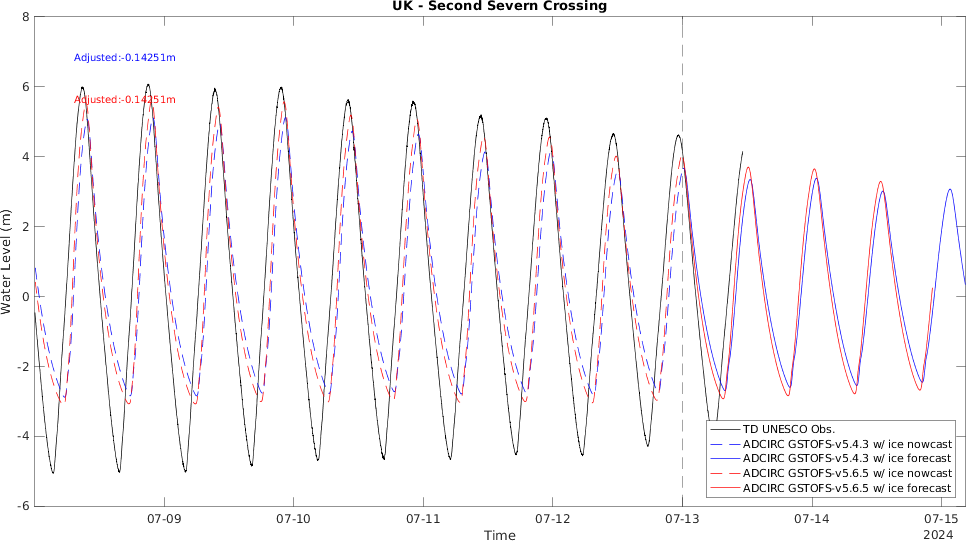 UK - Second Severn Crossing
8
Adjusted:-0.14251m
6
Adjusted:-0.14251m
4
2
0
-2
-4
-6
Water Level (m)
TD UNESCO Obs.
ADCIRC GSTOFS-v5.4.3 w/ ice nowcast
ADCIRC GSTOFS-v5.4.3 w/ ice forecast
ADCIRC GSTOFS-v5.6.5 w/ ice nowcast
ADCIRC GSTOFS-v5.6.5 w/ ice forecast
07-09 07-10 07-11 07-12 07-13 07-14 07-15
2024
Time